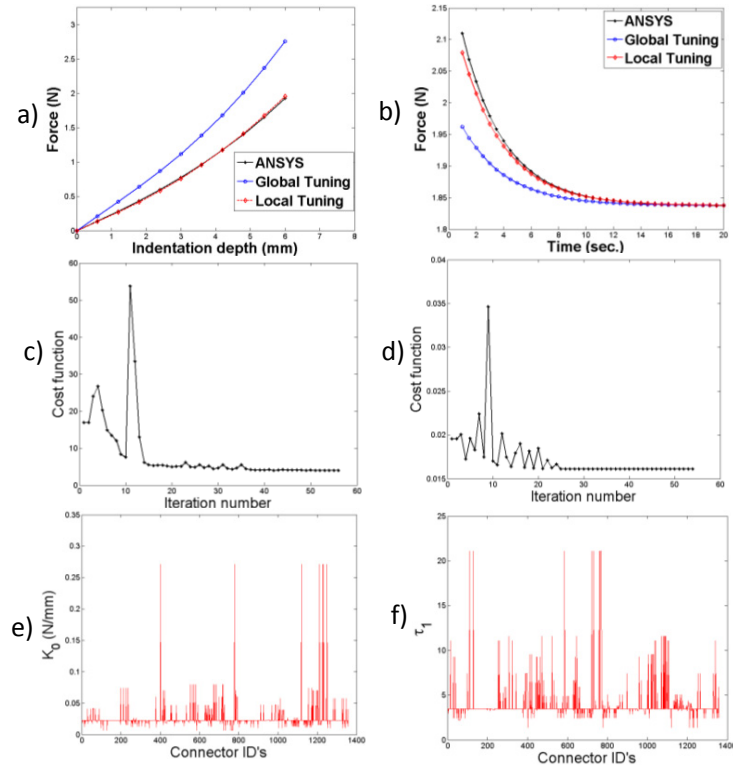 a)
Force (N)
3
2.5
2
1.5
1
0.5
0
0 1 2 3 4 5 6 7 8
Indentation depth (mm)
ANSYS
Global Tuning
Local Tuning
b)
Force (N)
2.15
2.1
2.05
2
1.95
1.9
1.85
1.8
0 2 4 6 8 10 12 14 16 18 20
Time (sec.)
ANSYS
Global Tuning
Local Tuning
c)
Cost function
60
50
40
30
20
10
0
0 10 20 30 40 50 60
Iteration number
d)
Cost function
0.04
0.035
0.03
0.025
0.02
0.015
0 10 20 30 40 50 60
Iteration number
e)
K₀ (N/mm)
0.35
0.3
0.25
0.2
0.15
0.1
0.05
0
0 200 400 600 800 1000 1200 1400
Connector ID's
f)
τ₁
25
20
15
10
5
0
0 200 400 600 800 1000 1200 1400
Connector ID's